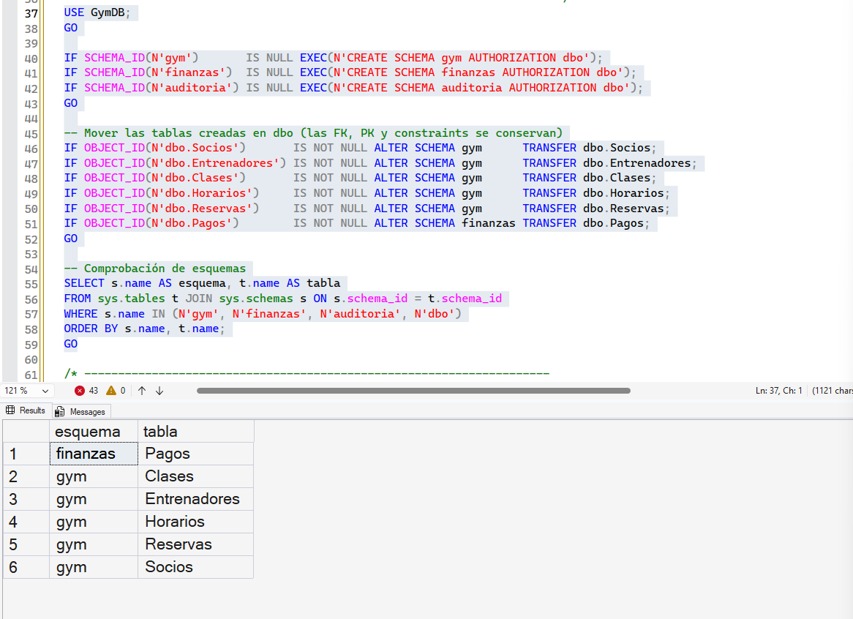 37 USE GymDB;
38 GO
39
40 IF SCHEMA_ID(N'gym')       IS NULL EXEC(N'CREATE SCHEMA gym AUTHORIZATION dbo');
41 IF SCHEMA_ID(N'finanzas')  IS NULL EXEC(N'CREATE SCHEMA finanzas AUTHORIZATION dbo');
42 IF SCHEMA_ID(N'auditoria') IS NULL EXEC(N'CREATE SCHEMA auditoria AUTHORIZATION dbo');
43 GO
44
45 -- Mover las tablas creadas en dbo (las FK, PK y constraints se conservan)
46 IF OBJECT_ID(N'dbo.Socios')       IS NOT NULL ALTER SCHEMA gym      TRANSFER dbo.Socios;
47 IF OBJECT_ID(N'dbo.Entrenadores') IS NOT NULL ALTER SCHEMA gym      TRANSFER dbo.Entrenadores;
48 IF OBJECT_ID(N'dbo.Clases')       IS NOT NULL ALTER SCHEMA gym      TRANSFER dbo.Clases;
49 IF OBJECT_ID(N'dbo.Horarios')     IS NOT NULL ALTER SCHEMA gym      TRANSFER dbo.Horarios;
50 IF OBJECT_ID(N'dbo.Reservas')     IS NOT NULL ALTER SCHEMA gym      TRANSFER dbo.Reservas;
51 IF OBJECT_ID(N'dbo.Pagos')        IS NOT NULL ALTER SCHEMA finanzas TRANSFER dbo.Pagos;
52 GO
53
54 -- Comprobación de esquemas
55 SELECT s.name AS esquema, t.name AS tabla
56 FROM sys.tables t JOIN sys.schemas s ON s.schema_id = t.schema_id
57 WHERE s.name IN (N'gym', N'finanzas', N'auditoria', N'dbo')
58 ORDER BY s.name, t.name;
59 GO
60
61 /* ---------------------------------------------------------------------
121 % 43 0 ↑ ↓ Ln: 37, Ch: 1 (1121 chars
Results Messages
esquema tabla
1 finanzas Pagos
2 gym Clases
3 gym Entrenadores
4 gym Horarios
5 gym Reservas
6 gym Socios